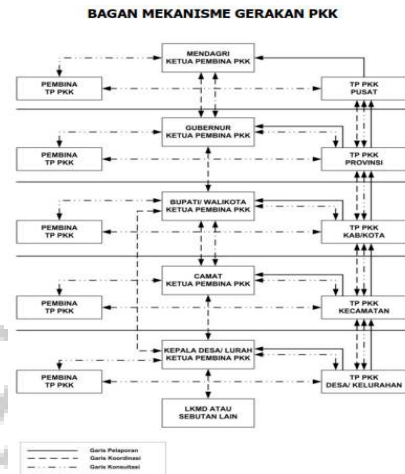 BAGAN MEKANISME GERAKAN PKK
MENDAGRI
KETUA PEMBINA PKK
PEMBINA
TP PKK
TP PKK
PUSAT
GUBERNUR
KETUA PEMBINA PKK
PEMBINA
TP PKK
TP PKK
PROVINSI
BUPATI/ WALIKOTA
KETUA PEMBINA PKK
PEMBINA
TP PKK
TP PKK
KAB/KOTA
CAMAT
KETUA PEMBINA PKK
PEMBINA
TP PKK
TP PKK
KECAMATAN
KEPALA DESA/ LURAH
KETUA PEMBINA PKK
PEMBINA
TP PKK
TP PKK
DESA/ KELURAHAN
LKMD ATAU
SEBUTAN LAIN
Garis Pelaporan
Garis Koordinasi
Garis Konsultasi